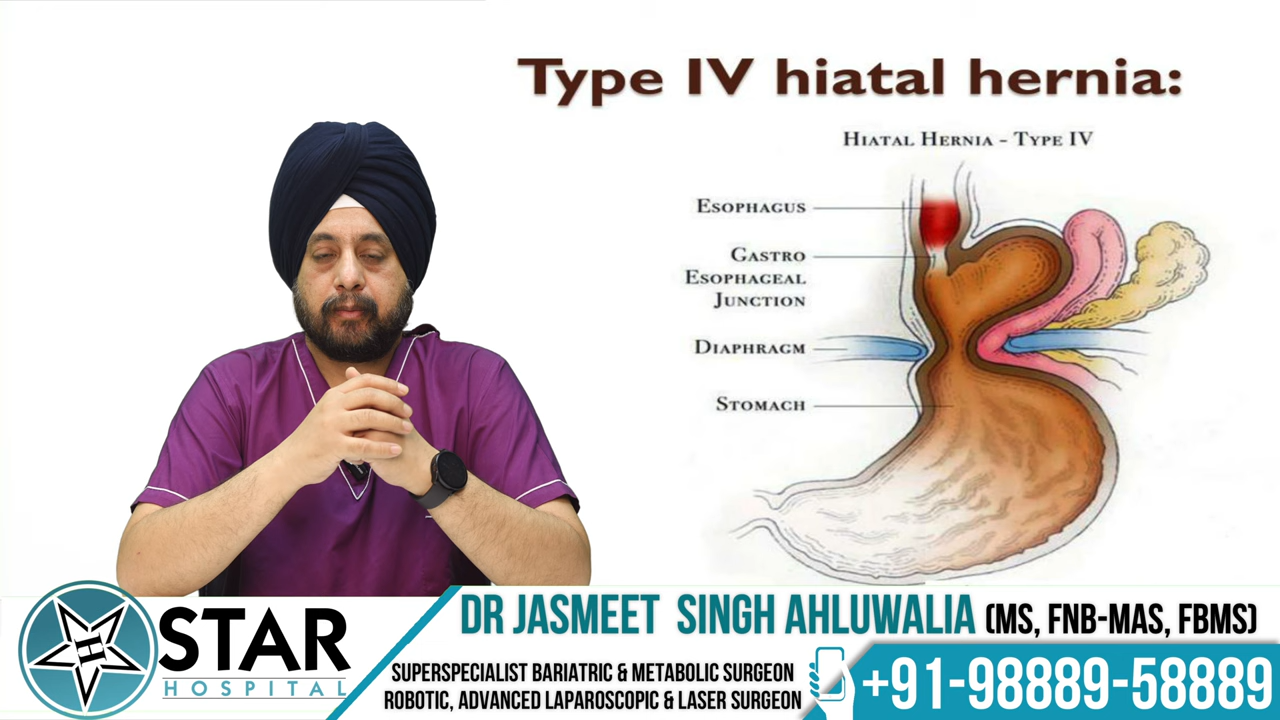 Type IV hiatal hernia:
HIATAL HERNIA - TYPE IV
ESOPHAGUS
GASTRO
ESOPHAGEAL
JUNCTION
DIAPHRAGM
STOMACH
H
STAR
HOSPITAL
DR JASMEET SINGH AHLUWALIA (MS, FNB-MAS, FBMS)
SUPERSPECIALIST BARIATRIC & METABOLIC SURGEON
ROBOTIC, ADVANCED LAPAROSCOPIC & LASER SURGEON
+91-98889-58889